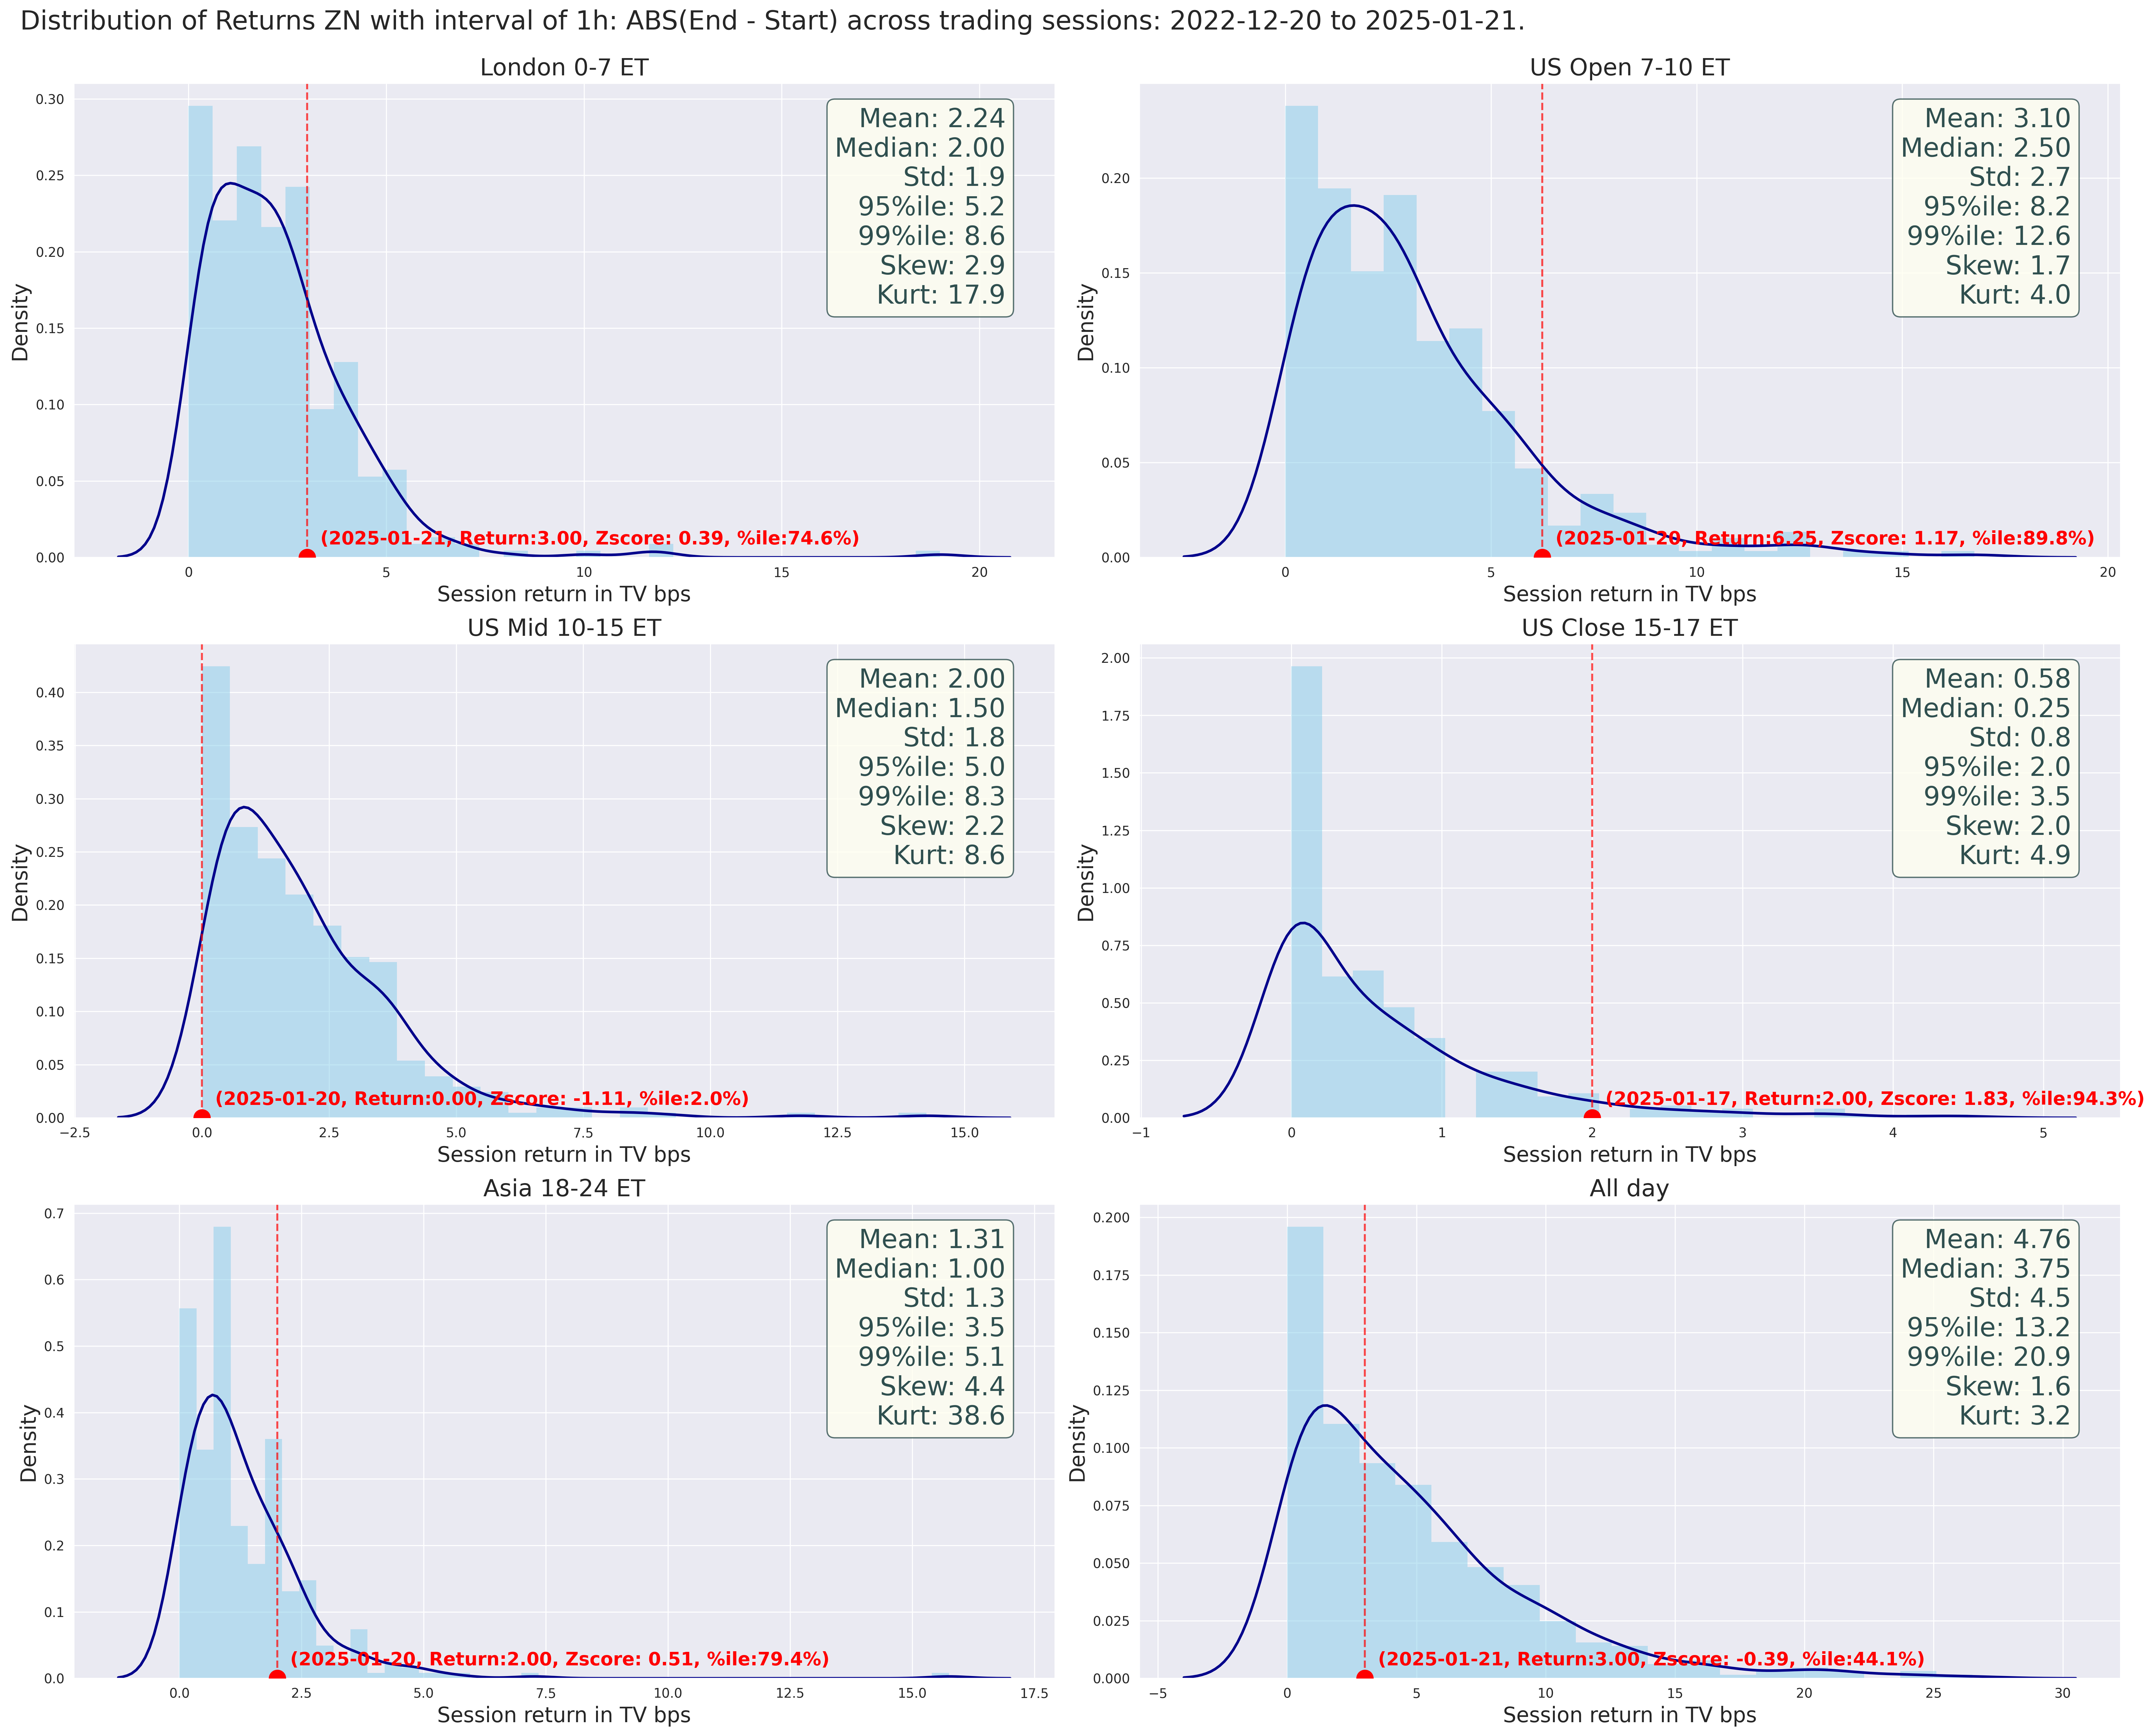 Distribution of Returns ZN with interval of 1h: ABS(End - Start) across trading sessions: 2022-12-20 to 2025-01-21.
London 0-7 ET
0.30
0.25
0.20
0.15
0.10
0.05
0.00
Density
Mean: 2.24
Median: 2.00
Std: 1.9
95%ile: 5.2
99%ile: 8.6
Skew: 2.9
Kurt: 17.9
(2025-01-21, Return:3.00, Zscore: 0.39, %ile:74.6%)
0 5 10 15 20
Session return in TV bps
US Open 7-10 ET
0.20
0.15
0.10
0.05
0.00
Density
Mean: 3.10
Median: 2.50
Std: 2.7
95%ile: 8.2
99%ile: 12.6
Skew: 1.7
Kurt: 4.0
(2025-01-20, Return:6.25, Zscore: 1.17, %ile:89.8%)
0 5 10 15 20
Session return in TV bps
US Mid 10-15 ET
0.40
0.35
0.30
0.25
0.20
0.15
0.10
0.05
0.00
Density
Mean: 2.00
Median: 1.50
Std: 1.8
95%ile: 5.0
99%ile: 8.3
Skew: 2.2
Kurt: 8.6
(2025-01-20, Return:0.00, Zscore: -1.11, %ile:2.0%)
−2.5 0.0 2.5 5.0 7.5 10.0 12.5 15.0
Session return in TV bps
US Close 15-17 ET
2.00
1.75
1.50
1.25
1.00
0.75
0.50
0.25
0.00
Density
Mean: 0.58
Median: 0.25
Std: 0.8
95%ile: 2.0
99%ile: 3.5
Skew: 2.0
Kurt: 4.9
(2025-01-17, Return:2.00, Zscore: 1.83, %ile:94.3%)
−1 0 1 2 3 4 5
Session return in TV bps
Asia 18-24 ET
0.7
0.6
0.5
0.4
0.3
0.2
0.1
0.0
Density
Mean: 1.31
Median: 1.00
Std: 1.3
95%ile: 3.5
99%ile: 5.1
Skew: 4.4
Kurt: 38.6
(2025-01-20, Return:2.00, Zscore: 0.51, %ile:79.4%)
0.0 2.5 5.0 7.5 10.0 12.5 15.0 17.5
Session return in TV bps
All day
0.200
0.175
0.150
0.125
0.100
0.075
0.050
0.025
0.000
Density
Mean: 4.76
Median: 3.75
Std: 4.5
95%ile: 13.2
99%ile: 20.9
Skew: 1.6
Kurt: 3.2
(2025-01-21, Return:3.00, Zscore: -0.39, %ile:44.1%)
−5 0 5 10 15 20 25 30
Session return in TV bps